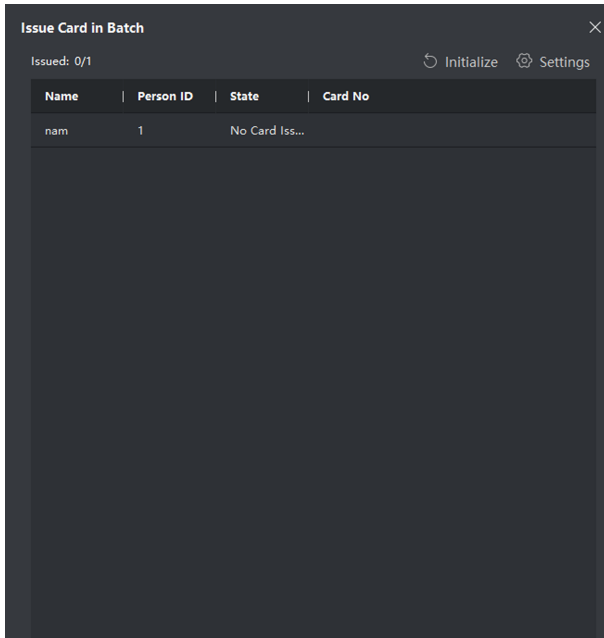 Issue Card in Batch
Issued: 0/1 Initialize Settings
Name | Person ID | State | Card No
nam 1 No Card Iss...